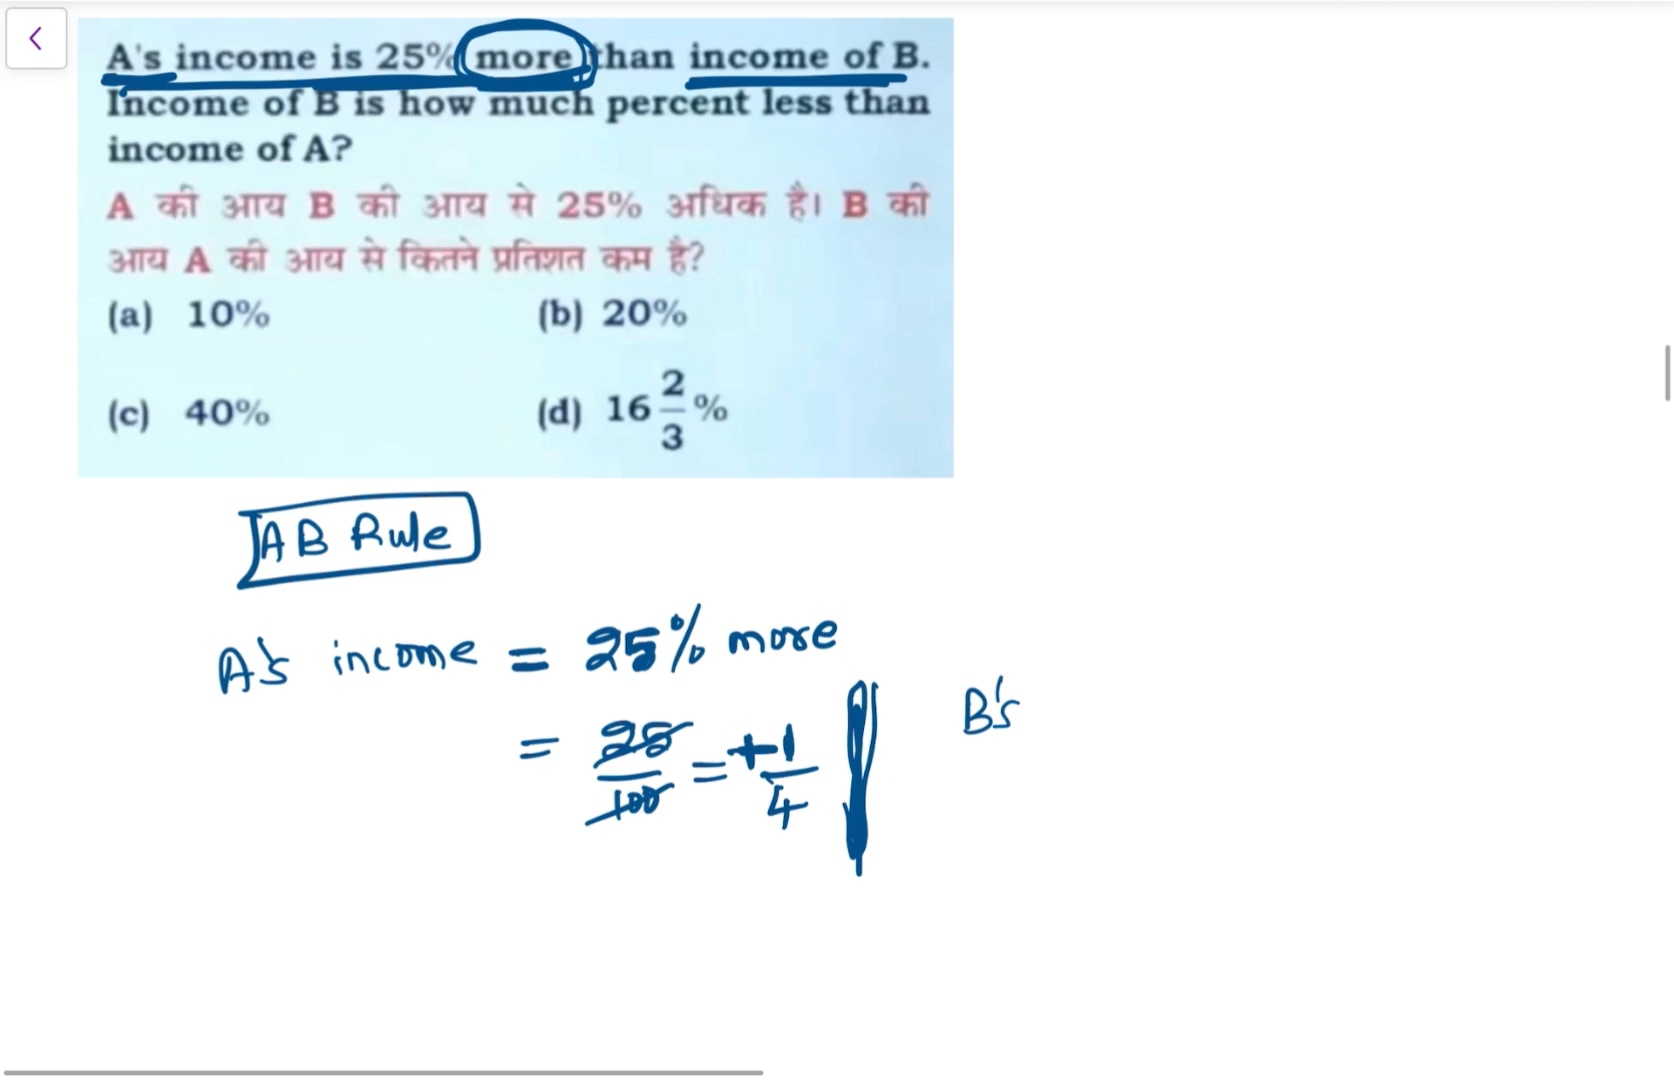 A's income is 25% more than income of B.
Income of B is how much percent less than
income of A?
A की आय B की आय से 25% अधिक है। B की
आय A की आय से कितने प्रतिशत कम है?
(a) 10% (b) 20%
(c) 40% (d) 16 2/3 %
AB Rule
A's income = 25% more
= 25/100 = +1/4 B's